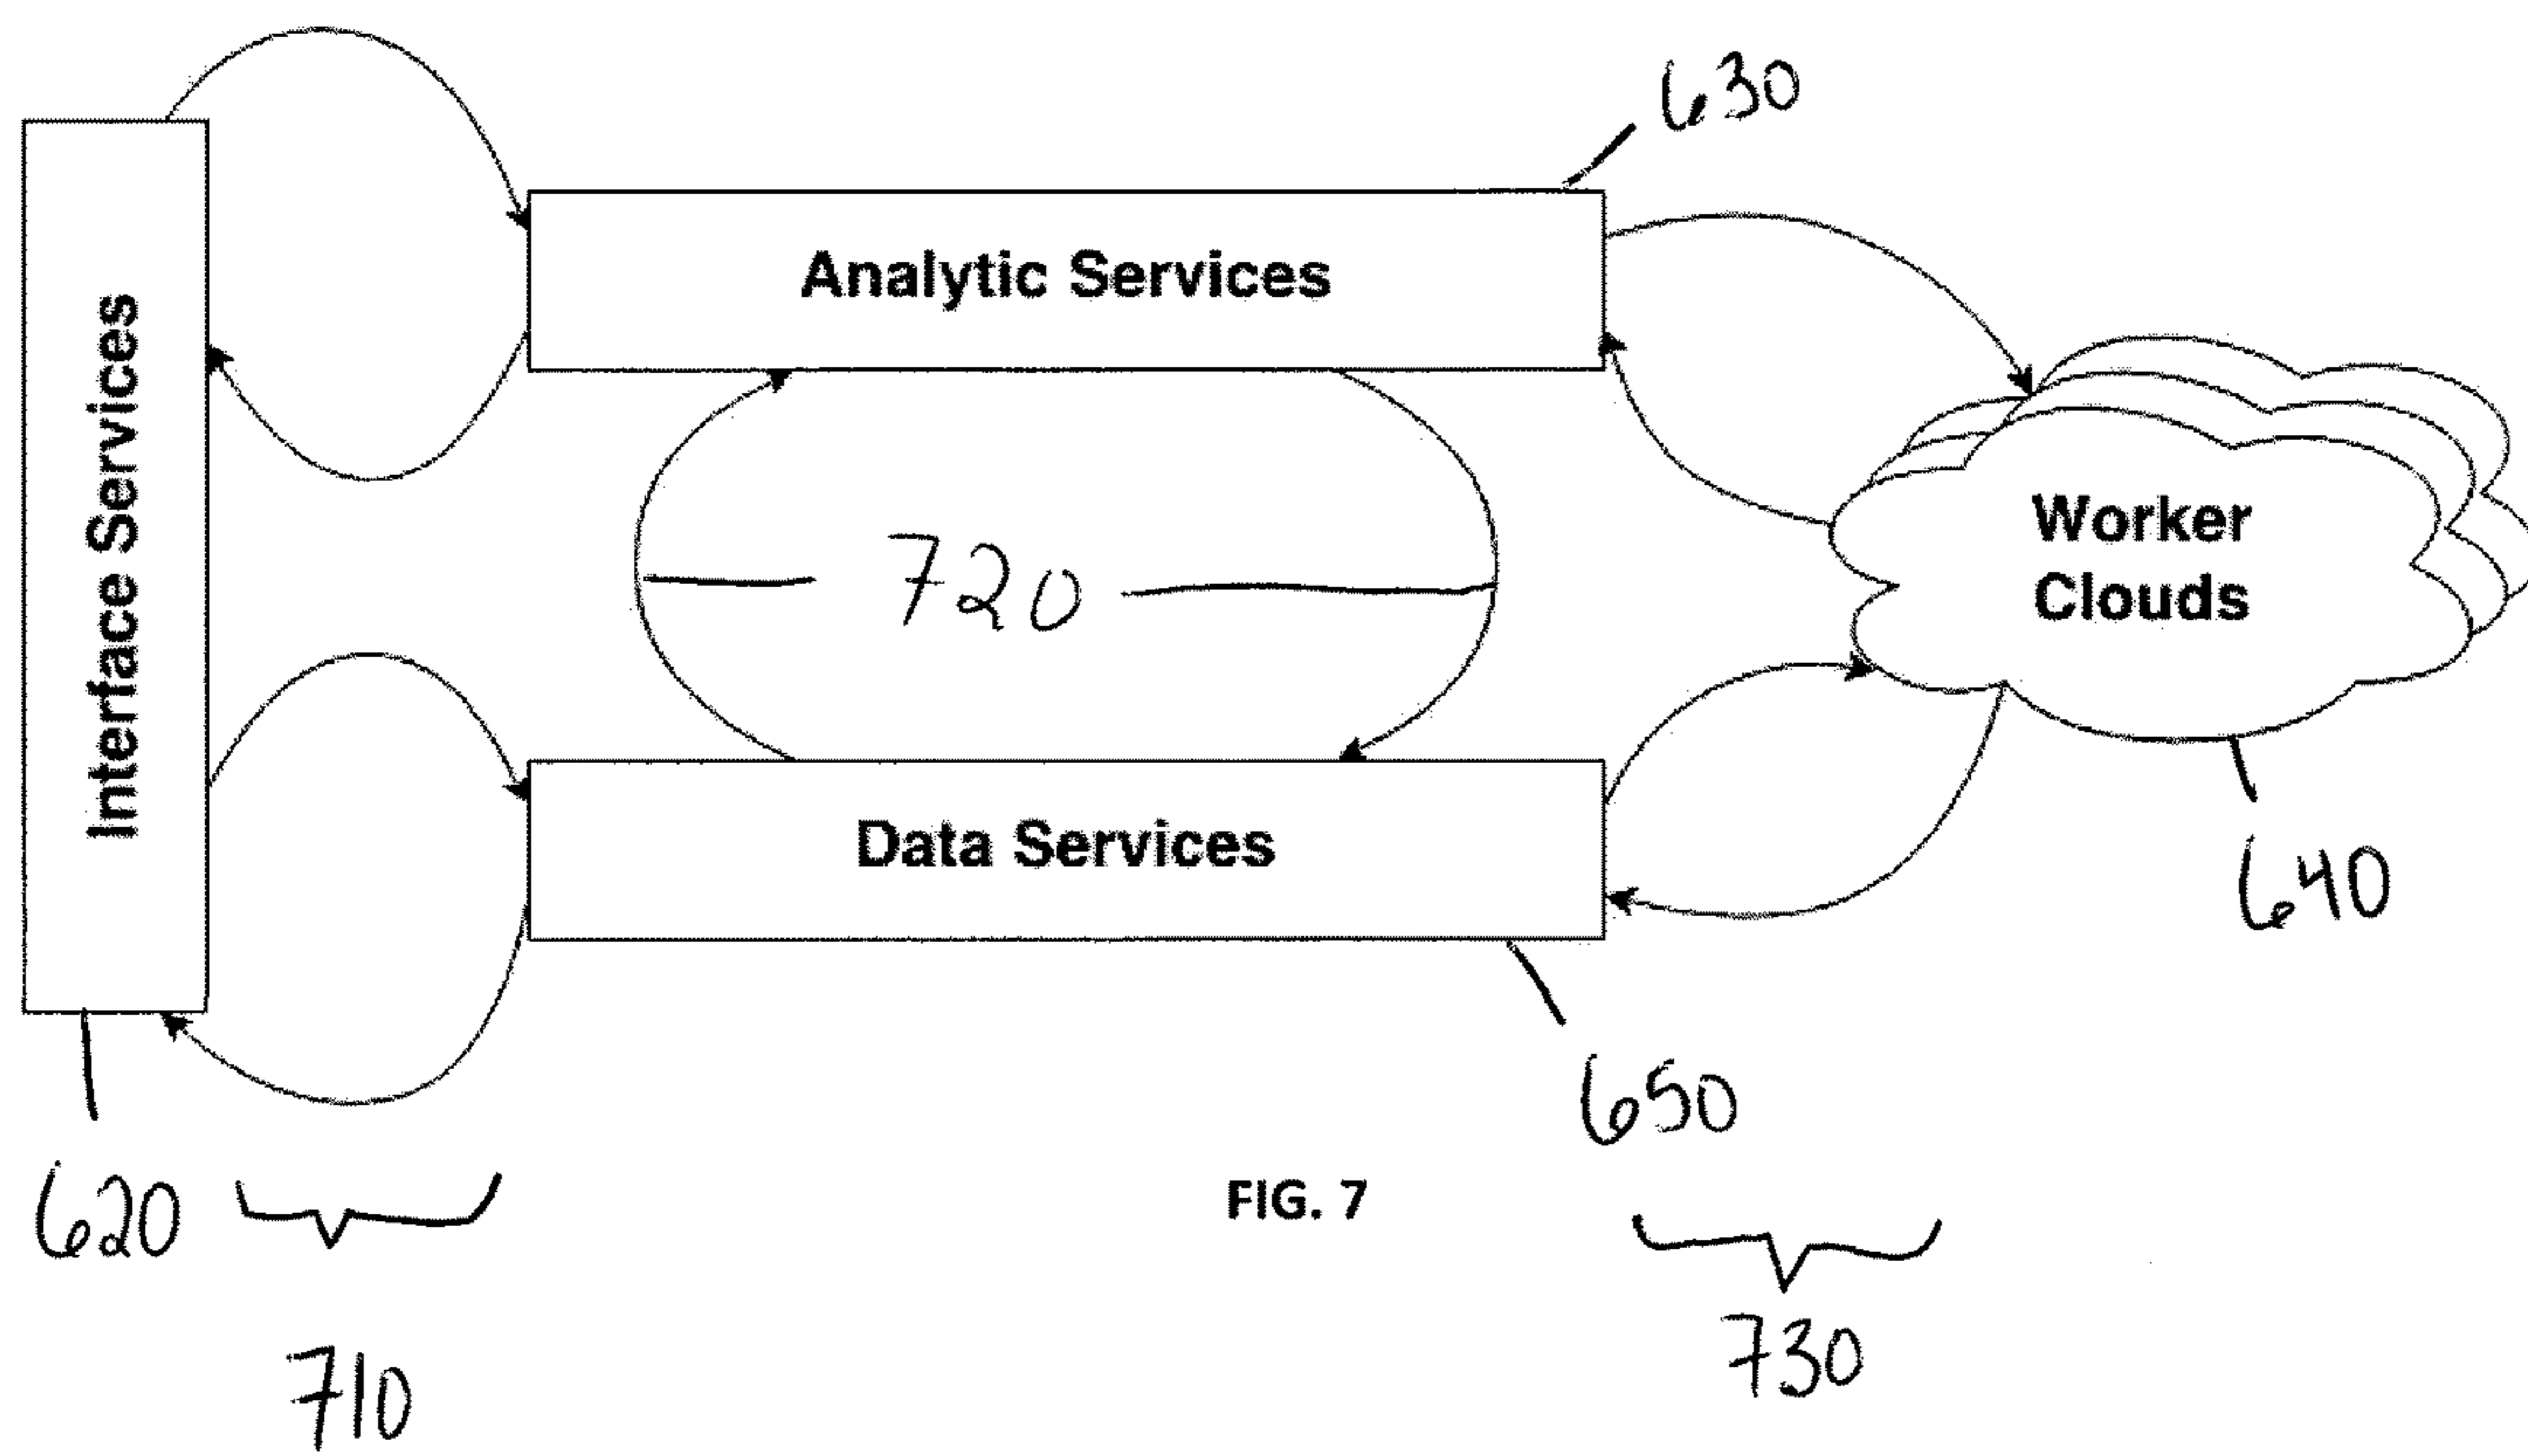 630
Analytic Services
Interface Services
Worker
Clouds
720
Data Services
640
650
620
FIG. 7
710
730